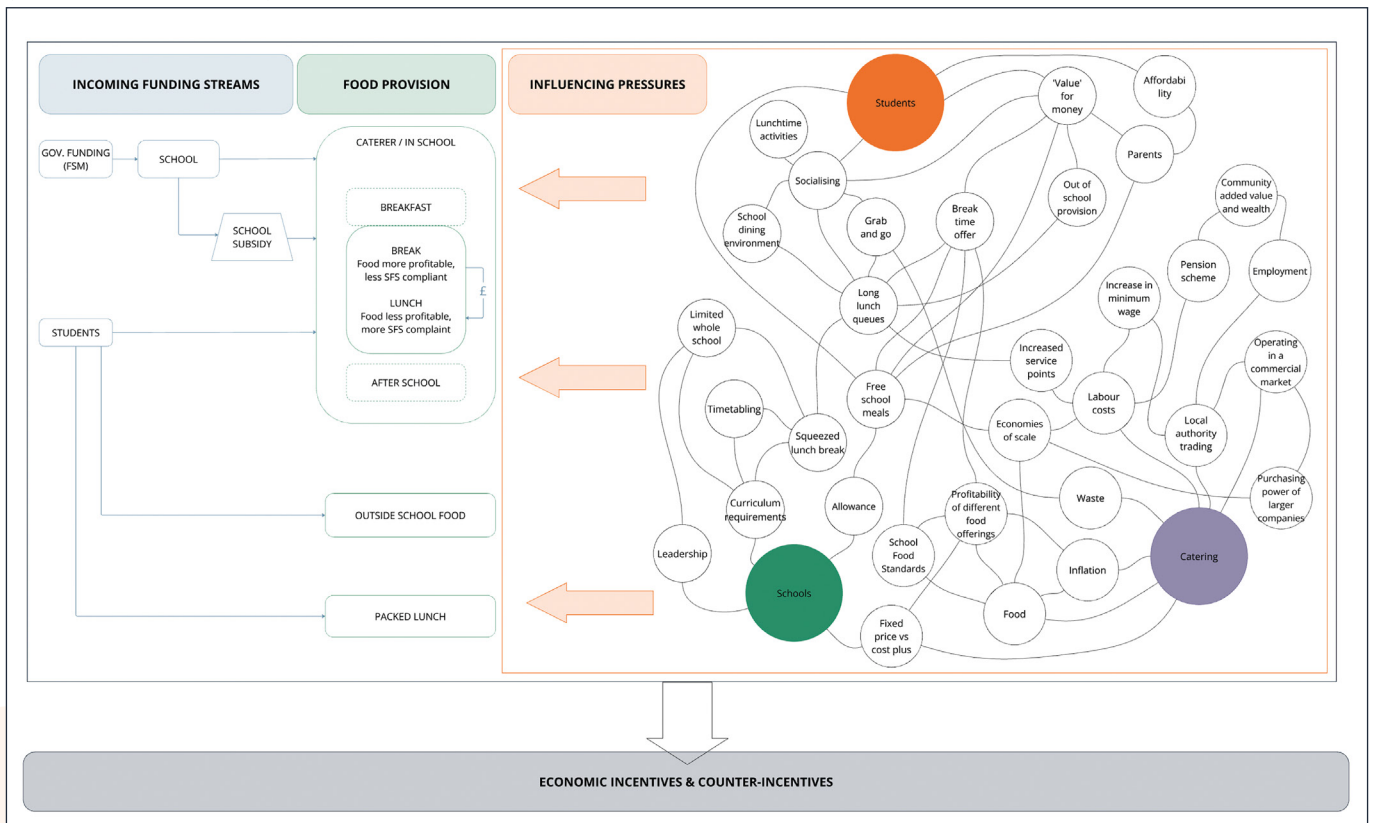 INCOMING FUNDING STREAMS
FOOD PROVISION
INFLUENCING PRESSURES
GOV. FUNDING
(FSM)
SCHOOL
SCHOOL
SUBSIDY
STUDENTS
CATERER / IN SCHOOL
BREAKFAST
BREAK
Food more profitable,
less SFS compliant
£
LUNCH
Food less profitable,
more SFS complaint
AFTER SCHOOL
OUTSIDE SCHOOL FOOD
PACKED LUNCH
Students
'Value'
for
money
Affordabi
lity
Lunchtime
activities
Parents
Socialising
Out of
school
provision
Community
added value
and wealth
School
dining
environment
Grab
and go
Break
time
offer
Pension
scheme
Employment
Long
lunch
queues
Increase in
minimum
wage
Limited
whole
school
Increased
service
points
Operating
in a
commercial
market
Free
school
meals
Labour
costs
Timetabling
Squeezed
lunch break
Economies
of scale
Local
authority
trading
Curriculum
requirements
Allowance
Profitability
of different
food
offerings
Waste
Purchasing
power of
larger
companies
Leadership
School
Food
Standards
Inflation
Catering
Schools
Food
Fixed
price vs
cost plus
ECONOMIC INCENTIVES & COUNTER-INCENTIVES